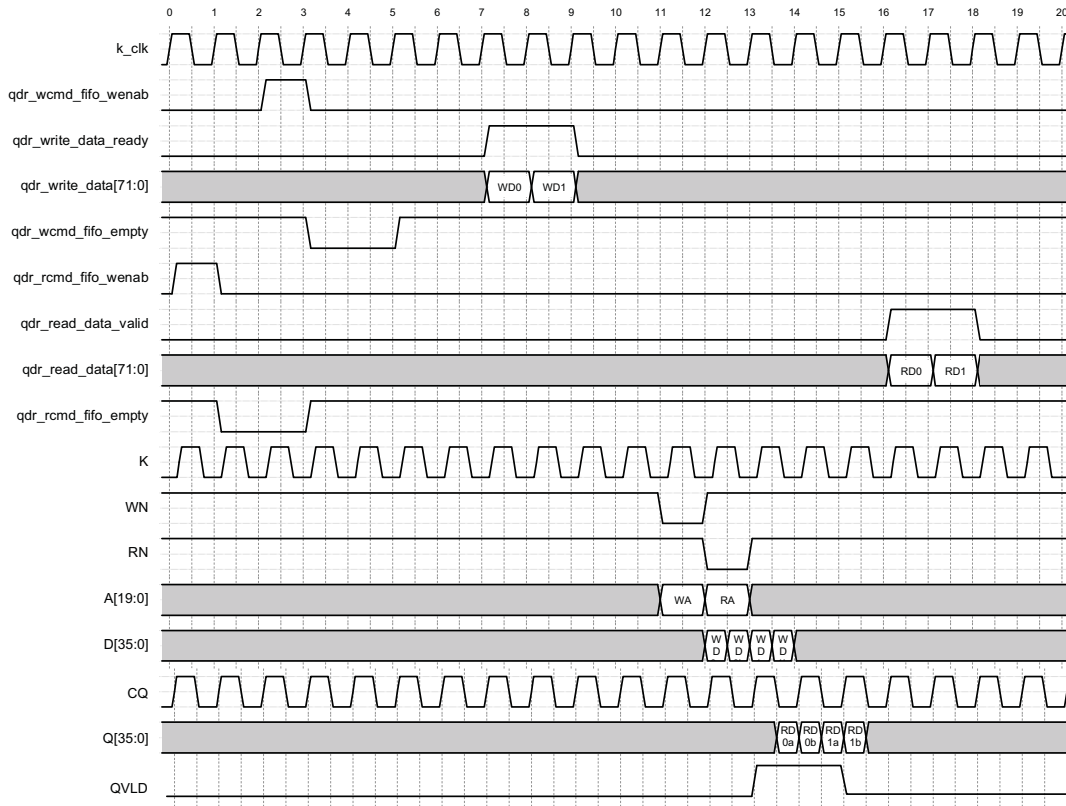 0 1 2 3 4 5 6 7 8 9 10 11 12 13 14 15 16 17 18 19 20
k_clk
qdr_wcmd_fifo_wenab
qdr_write_data_ready
qdr_write_data[71:0] WD0 WD1
qdr_wcmd_fifo_empty
qdr_rcmd_fifo_wenab
qdr_read_data_valid
qdr_read_data[71:0] RD0 RD1
qdr_rcmd_fifo_empty
K
WN
RN
A[19:0] WA RA
D[35:0] W W W W
D D D D
CQ
Q[35:0] RD RD RD RD
0a 0b 1a 1b
QVLD